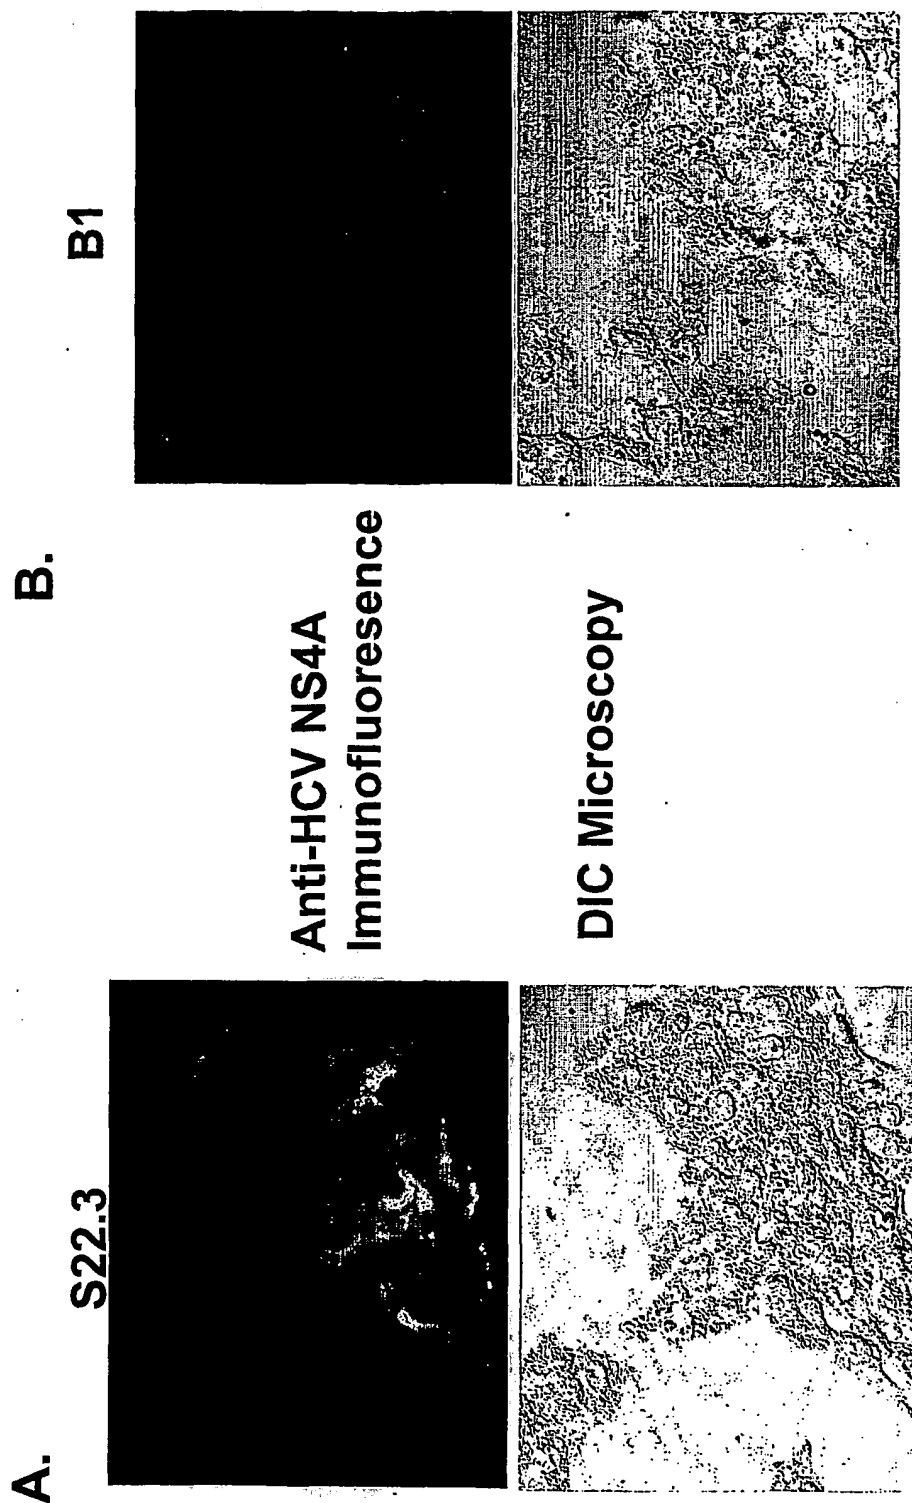 A.
S22.3
Anti-HCV NS4A
Immunofluoresence
DIC Microscopy
B.
B1